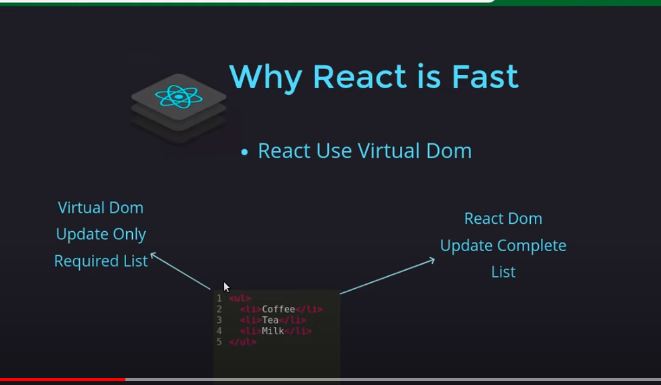 Why React is Fast
• React Use Virtual Dom
Virtual Dom
Update Only
Required List
React Dom
Update Complete
List
1 <ul>
2 <li>Coffee</li>
3 <li>Tea</li>
4 <li>Milk</li>
5 </ul>